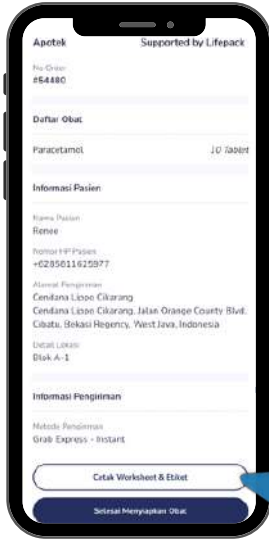 Apotek Supported by Lifepack
No Order
#54480
Daftar Obat
Paracetamol 10 Tablet
Informasi Pasien
Nama Pasien
Renee
Nomor HP Pasien
+6285811625977
Alamat Pengiriman
Cendana Lippo Cikarang
Cendana Lippo Cikarang, Jalan Orange County Blvd,
Cibatu, Bekasi Regency, West Java, Indonesia
Detail Lokasi
Blok A-1
Informasi Pengiriman
Metode Pengiriman
Grab Express - Instant
Cetak Worksheet & Etiket
Selesai Menyiapkan Obat